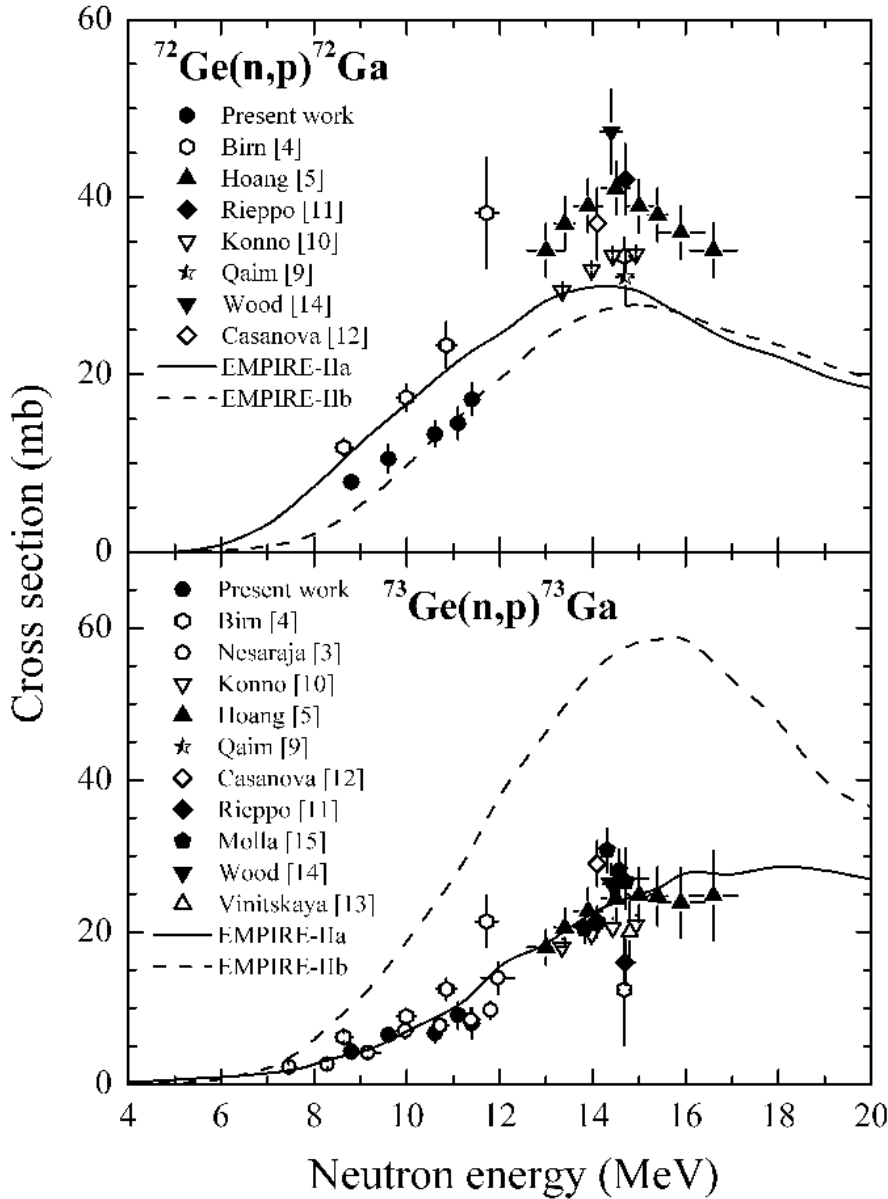 60
40
20
0
72Ge(n,p)72Ga
Present work
Birn [4]
Hoang [5]
Rieppo [11]
Konno [10]
Qaim [9]
Wood [14]
Casanova [12]
EMPIRE-IIa
EMPIRE-IIb
Cross section (mb)
60
40
20
0
73Ge(n,p)73Ga
Present work
Birn [4]
Nesaraja [3]
Konno [10]
Hoang [5]
Qaim [9]
Casanova [12]
Rieppo [11]
Molla [15]
Wood [14]
Vinitskaya [13]
EMPIRE-IIa
EMPIRE-IIb
4 6 8 10 12 14 16 18 20
Neutron energy (MeV)